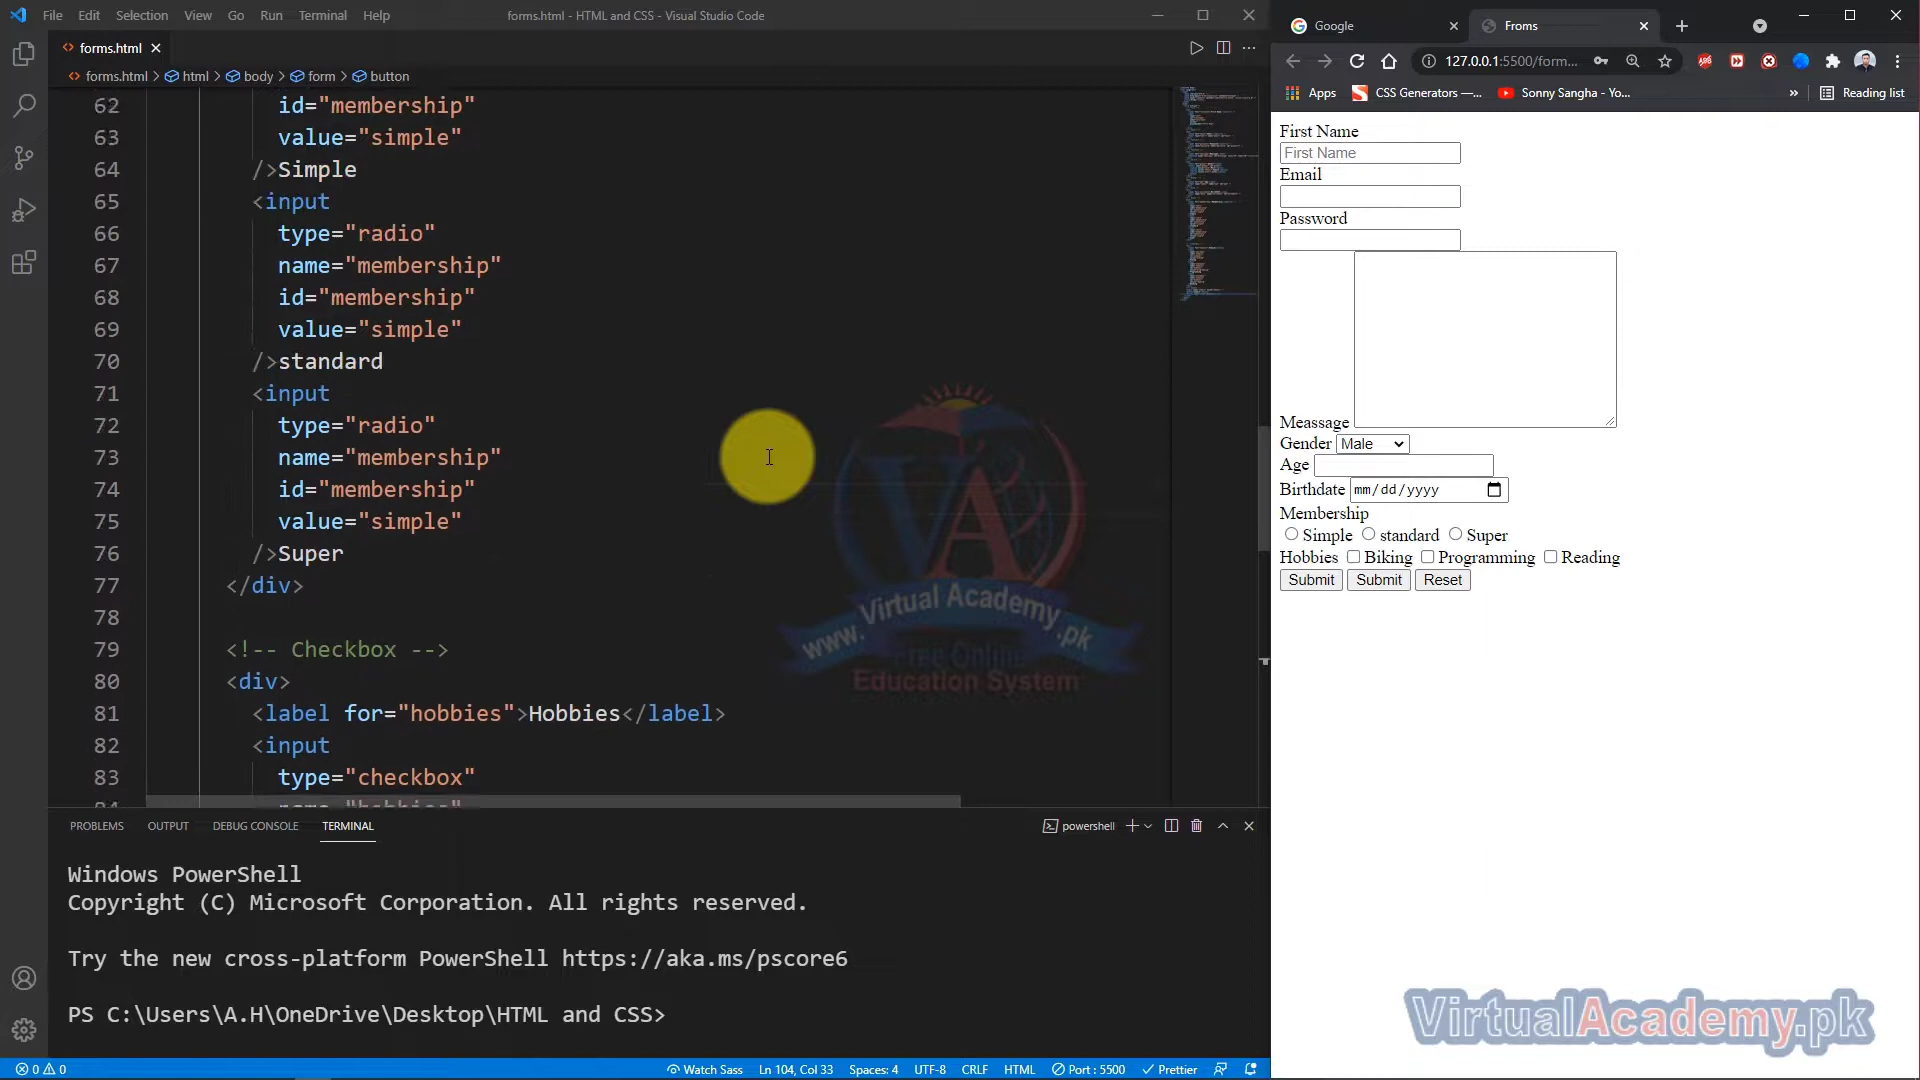 File Edit Selection View Go Run Terminal Help
forms.html - HTML and CSS - Visual Studio Code
forms.html
forms.html > html > body > form > button
62 id="membership"
63 value="simple"
64 />Simple
65 <input
66 type="radio"
67 name="membership"
68 id="membership"
69 value="simple"
70 />standard
71 <input
72 type="radio"
73 name="membership"
74 id="membership"
75 value="simple"
76 />Super
77 </div>
78
79 <!-- Checkbox -->
80 <div>
81 <label for="hobbies">Hobbies</label>
82 <input
83 type="checkbox"
84 name="hobbies"
VA
www.VirtualAcademy.pk
Free Online
Education System
PROBLEMS OUTPUT DEBUG CONSOLE TERMINAL
powershell
Windows PowerShell
Copyright (C) Microsoft Corporation. All rights reserved.
Try the new cross-platform PowerShell https://aka.ms/pscore6
PS C:\Users\A.H\OneDrive\Desktop\HTML and CSS>
0 0
Watch Sass Ln 104, Col 33 Spaces: 4 UTF-8 CRLF HTML Port : 5500 Prettier
Google Froms
127.0.0.1:5500/form...
Apps CSS Generators —... Sonny Sangha - Yo... » Reading list
First Name
First Name
Email
Password
Meassage
Gender Male
Age
Birthdate mm/dd/yyyy
Membership
Simple standard Super
Hobbies Biking Programming Reading
Submit Submit Reset
VirtualAcademy.pk